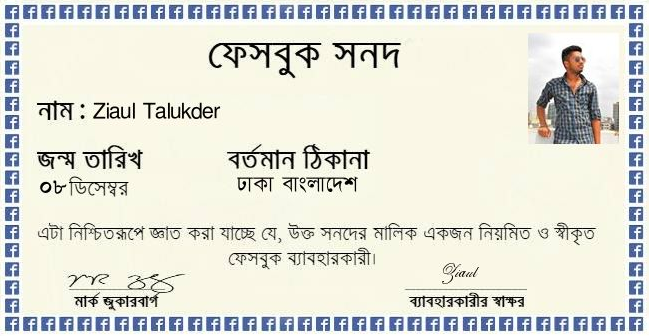 ফেসবুক সনদ
নাম : Ziaul Talukder
জন্ম তারিখ বর্তমান ঠিকানা
০৮ ডিসেম্বর ঢাকা বাংলাদেশ
এটা নিশ্চিতরূপে জ্ঞাত করা যাচ্ছে যে, উক্ত সনদের মালিক একজন নিয়মিত ও স্বীকৃত
ফেসবুক ব্যাবহারকারী।
Ziaul
মার্ক জুকারবার্গ ব্যাবহারকারীর স্বাক্ষর